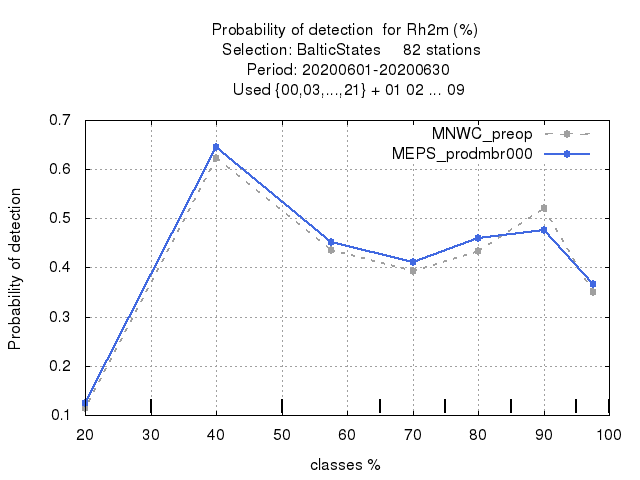 Probability of detection  for Rh2m (%)
Selection: BalticStates     82 stations
Period: 20200601-20200630
Used {00,03,...,21} + 01 02 ... 09
MNWC_preop
MEPS_prodmbr000
Probability of detection
0.7
0.6
0.5
0.4
0.3
0.2
0.1
20 30 40 50 60 70 80 90 100
classes %